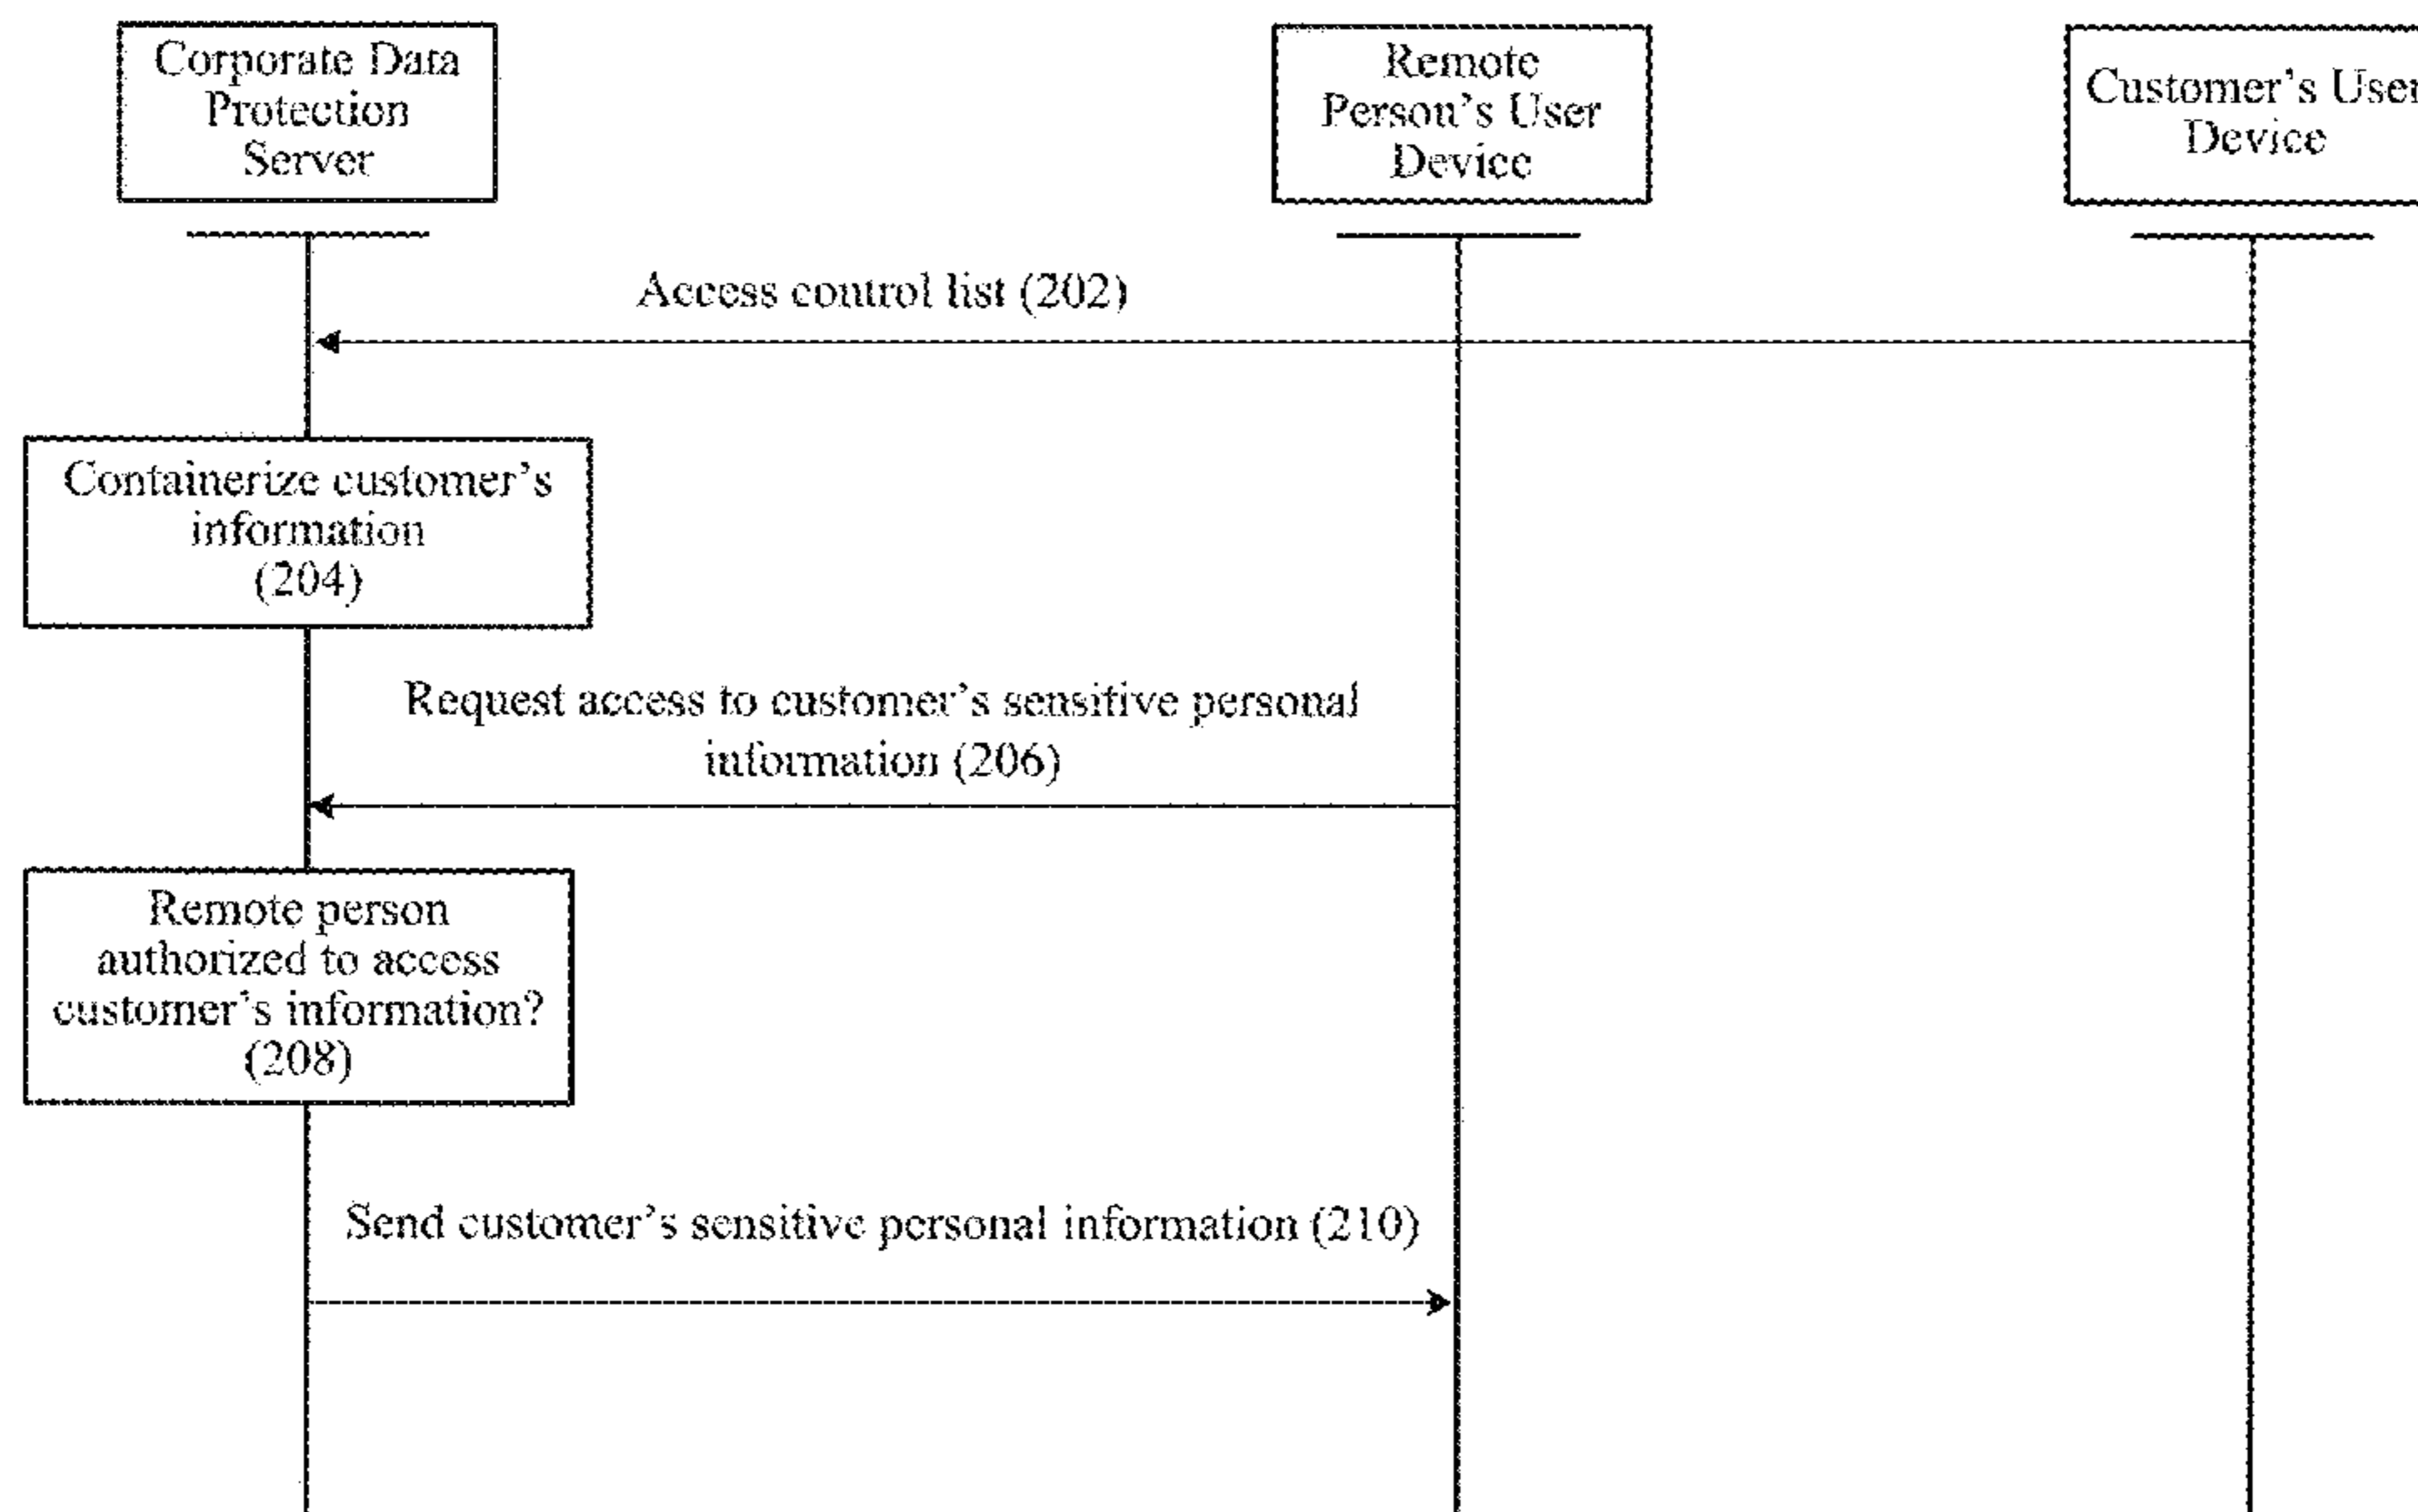 Corporate Data
Protection
Server
Remote
Person's User
Device
Customer's User
Device
Access control list (202)
Containerize customer's
information
(204)
Request access to customer's sensitive personal
information (206)
Remote person
authorized to access
customer's information?
(208)
Send customer's sensitive personal information (210)